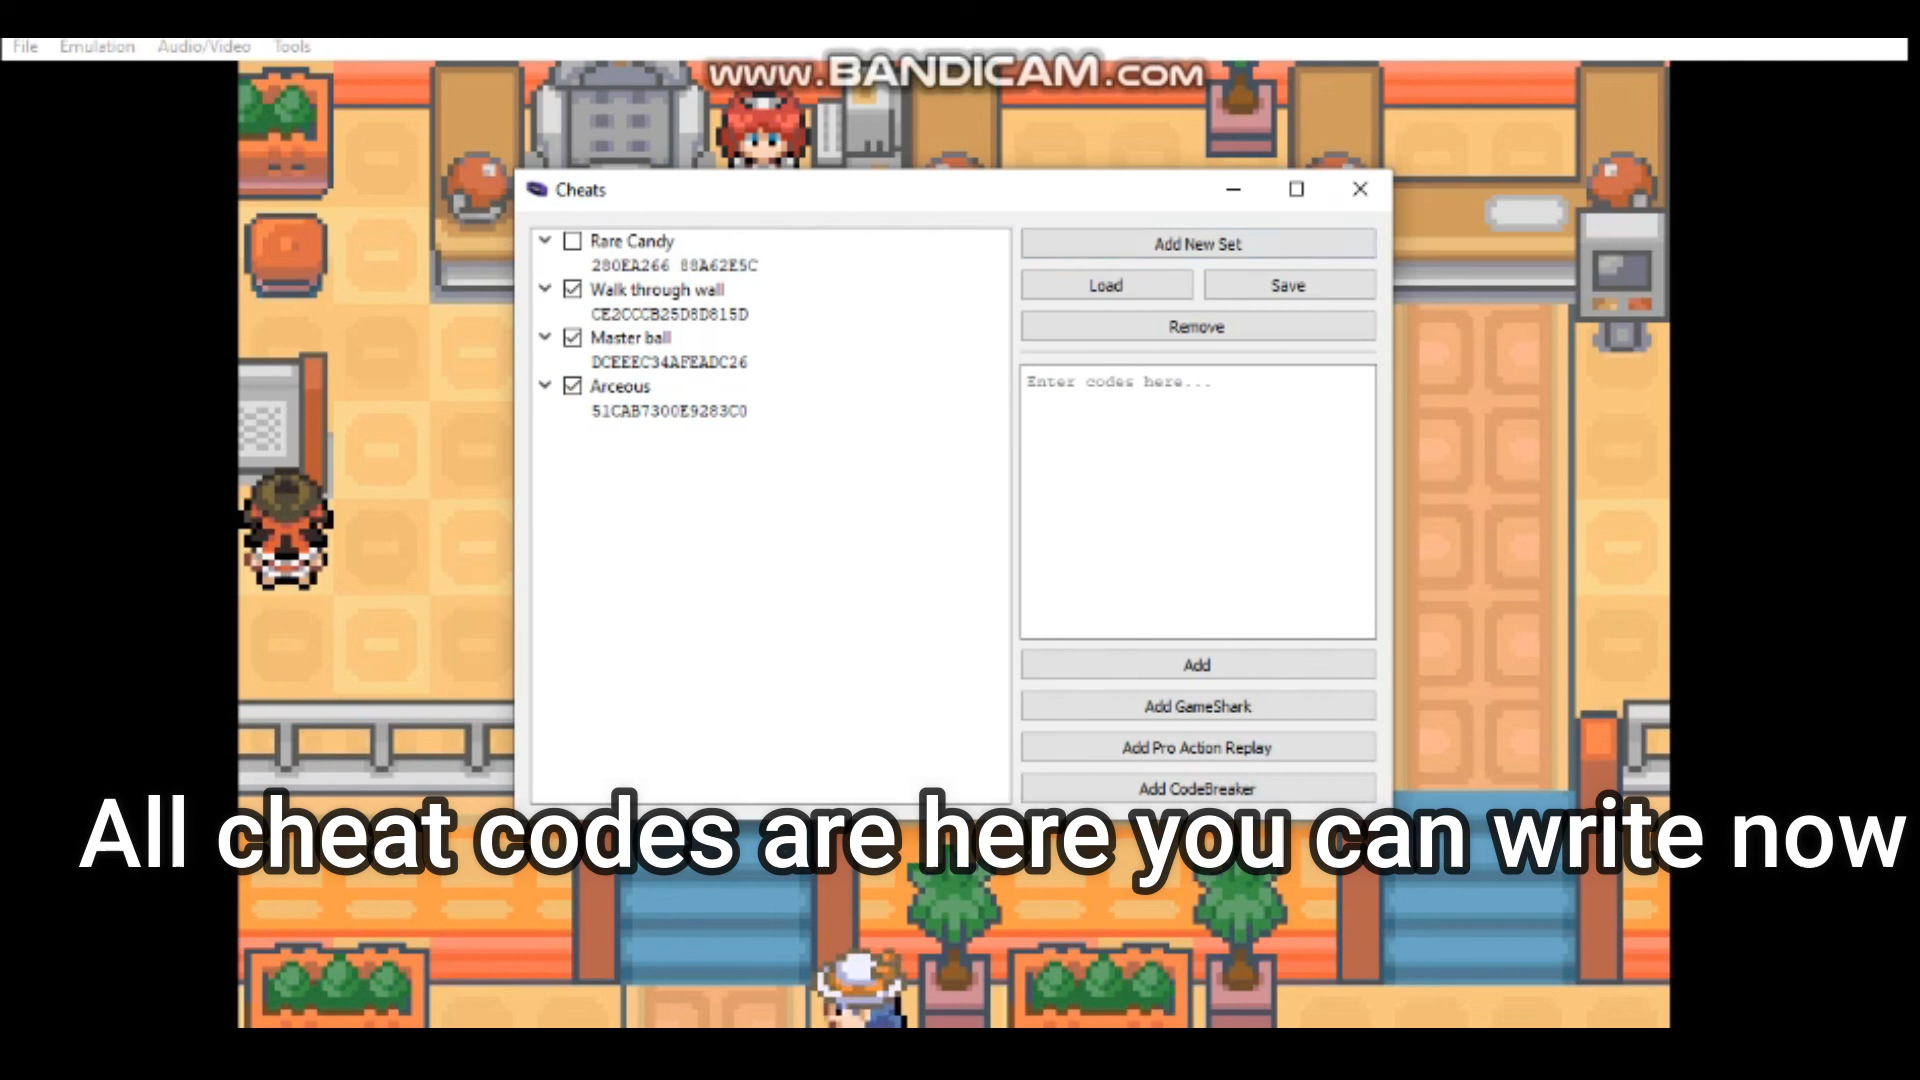 File Emulation Audio/Video Tools
www.BANDICAM.com
Cheats
Rare Candy
280EA266 88A62E5C
Walk through wall
CE2CCCB25D8D815D
Master ball
DCEEEC34AFEADC26
Arceous
51CAB7300E9283C0
Add New Set
Load Save
Remove
Enter codes here...
Add
Add GameShark
Add Pro Action Replay
Add CodeBreaker
All cheat codes are here you can write now